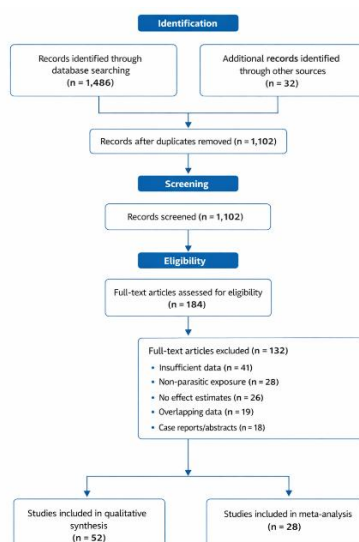 Identification
Records identified through
database searching
(n = 1,486)
Additional records identified
through other sources
(n = 32)
Records after duplicates removed (n = 1,102)
Screening
Records screened (n = 1,102)
Eligibility
Full-text articles assessed for eligibility
(n = 184)
Full-text articles excluded (n = 132)
• Insufficient data (n = 41)
• Non-parasitic exposure (n = 28)
• No effect estimates (n = 26)
• Overlapping data (n = 19)
• Case reports/abstracts (n = 18)
Studies included in qualitative
synthesis
(n = 52)
Studies included in meta-analysis
(n = 28)